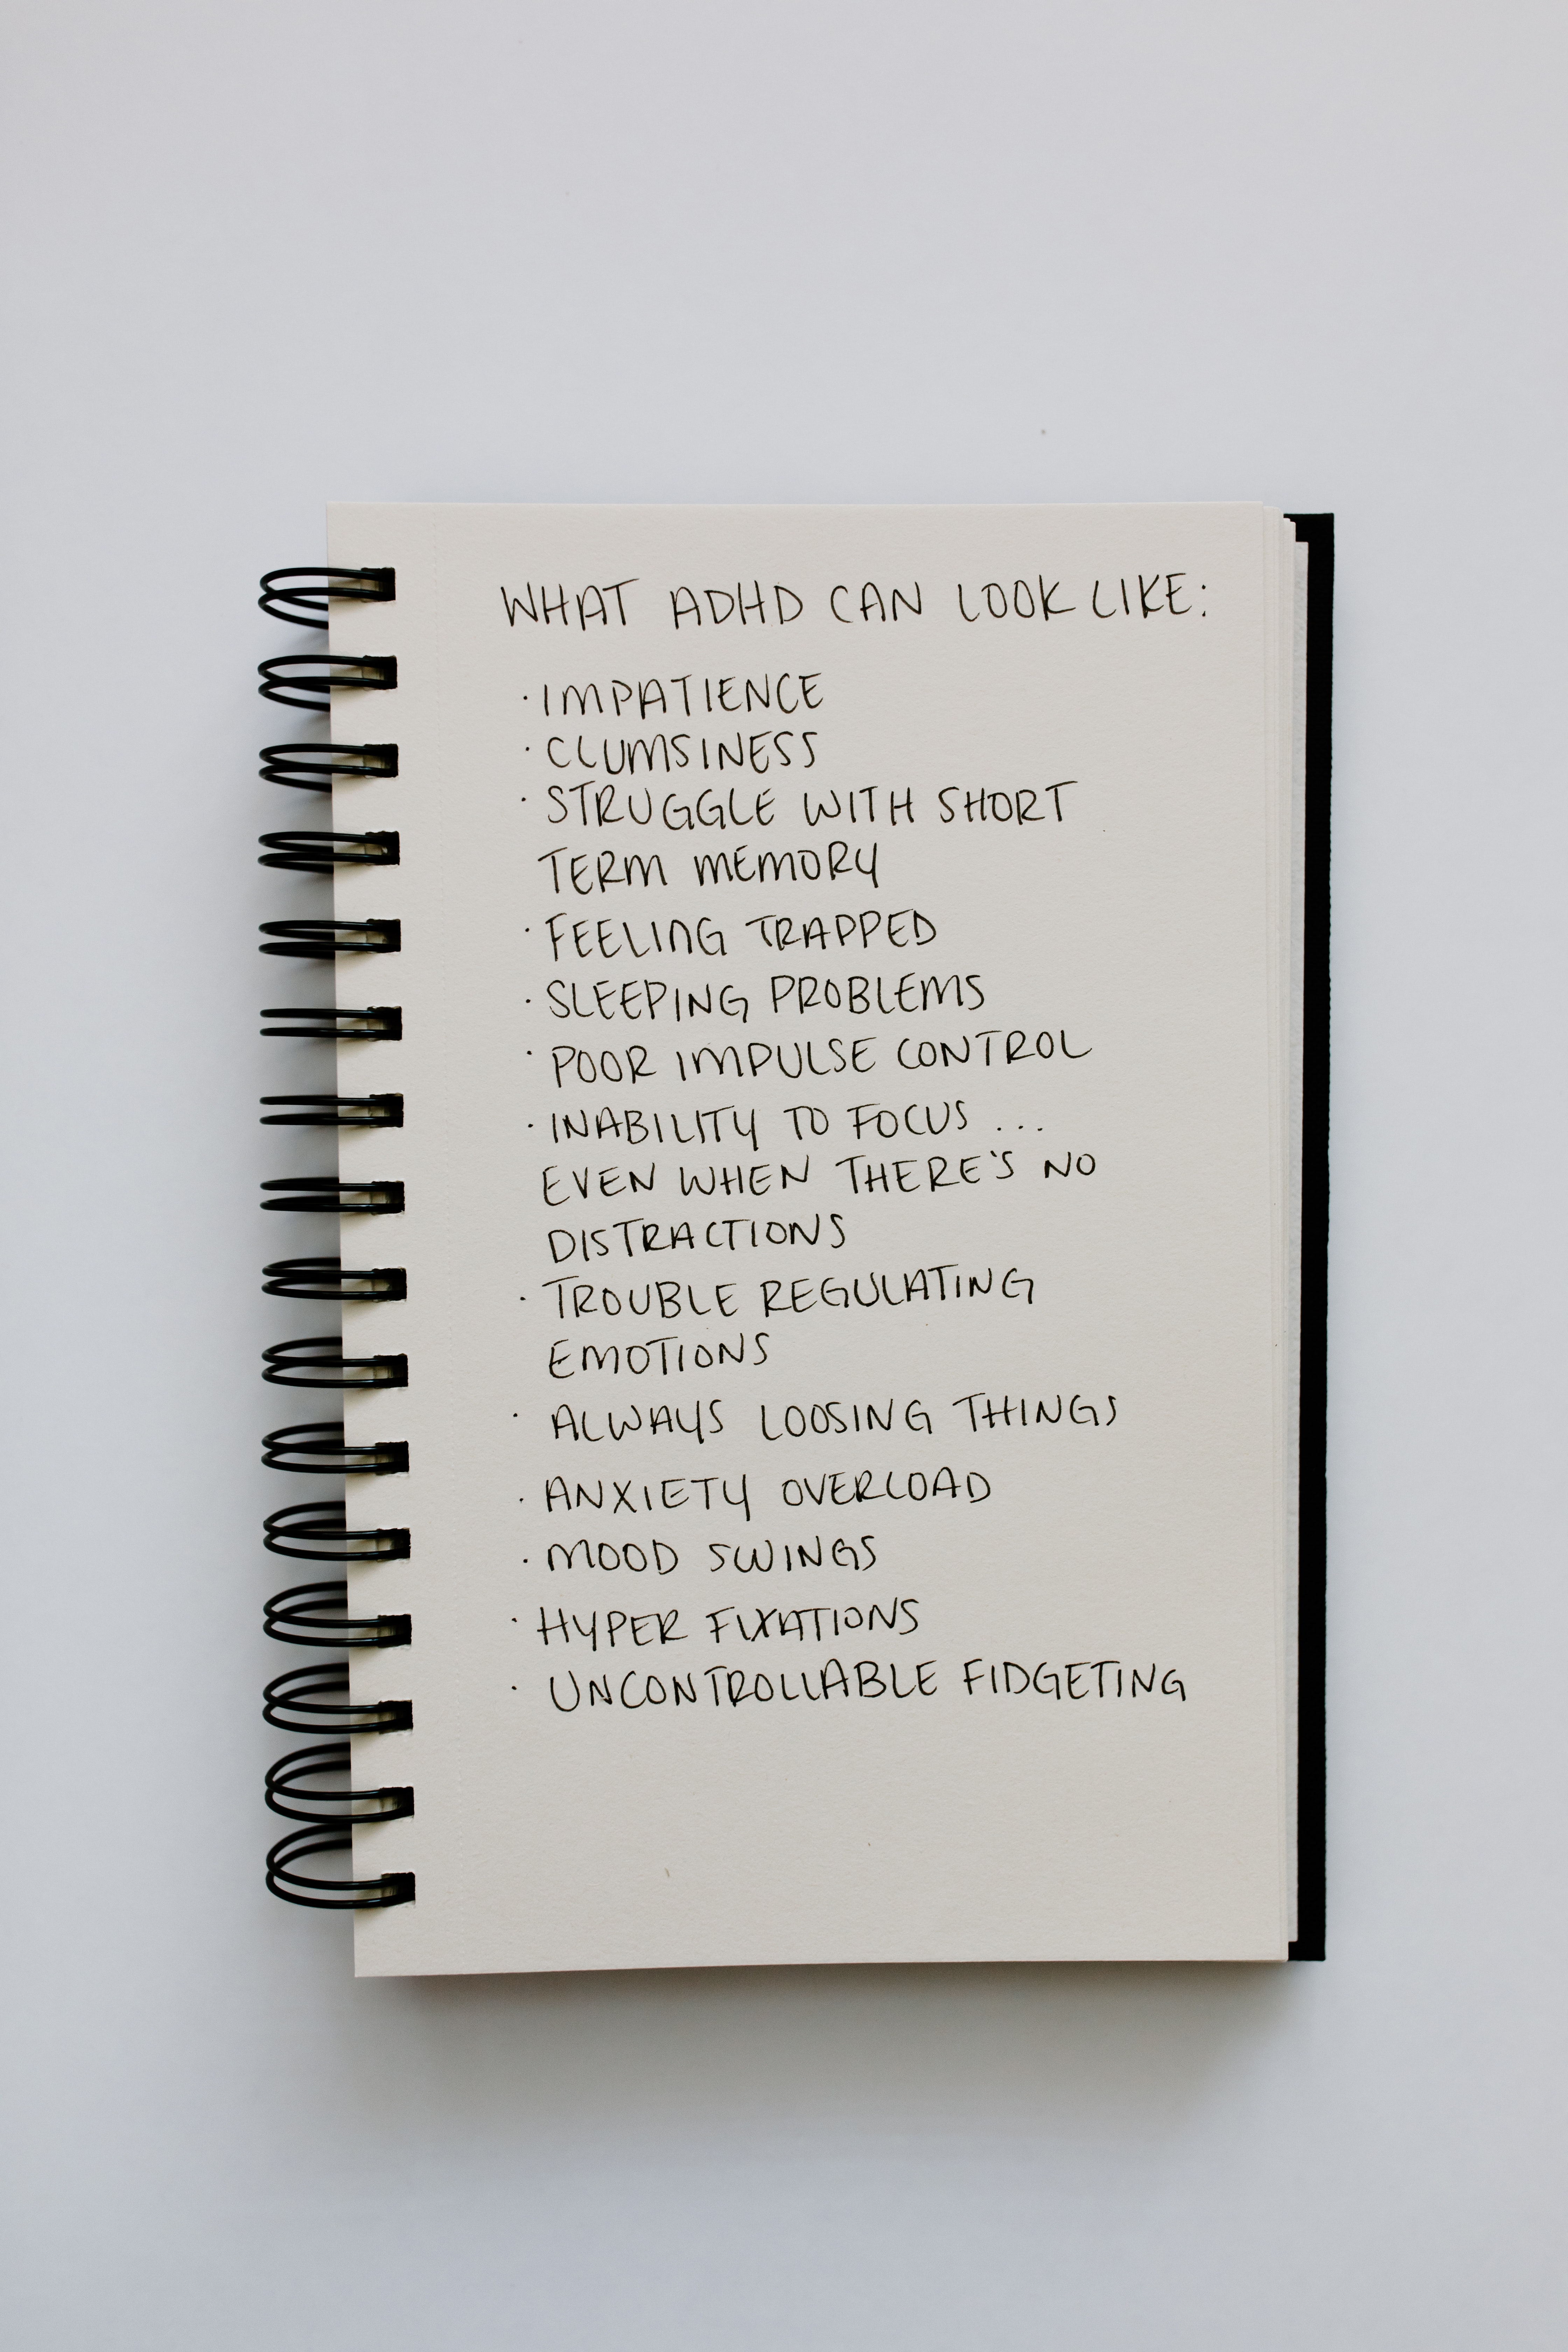 WHAT ADHD CAN LOOK LIKE:
· IMPATIENCE
· CLUMSINESS
· STRUGGLE WITH SHORT
TERM MEMORY
· FEELING TRAPPED
· SLEEPING PROBLEMS
· POOR IMPULSE CONTROL
· INABILITY TO FOCUS ...
EVEN WHEN THERE'S NO
DISTRACTIONS
· TROUBLE REGULATING
EMOTIONS
· ALWAYS LOOSING THINGS
· ANXIETY OVERLOAD
· MOOD SWINGS
· HYPER FIXATIONS
· UNCONTROLLABLE FIDGETING